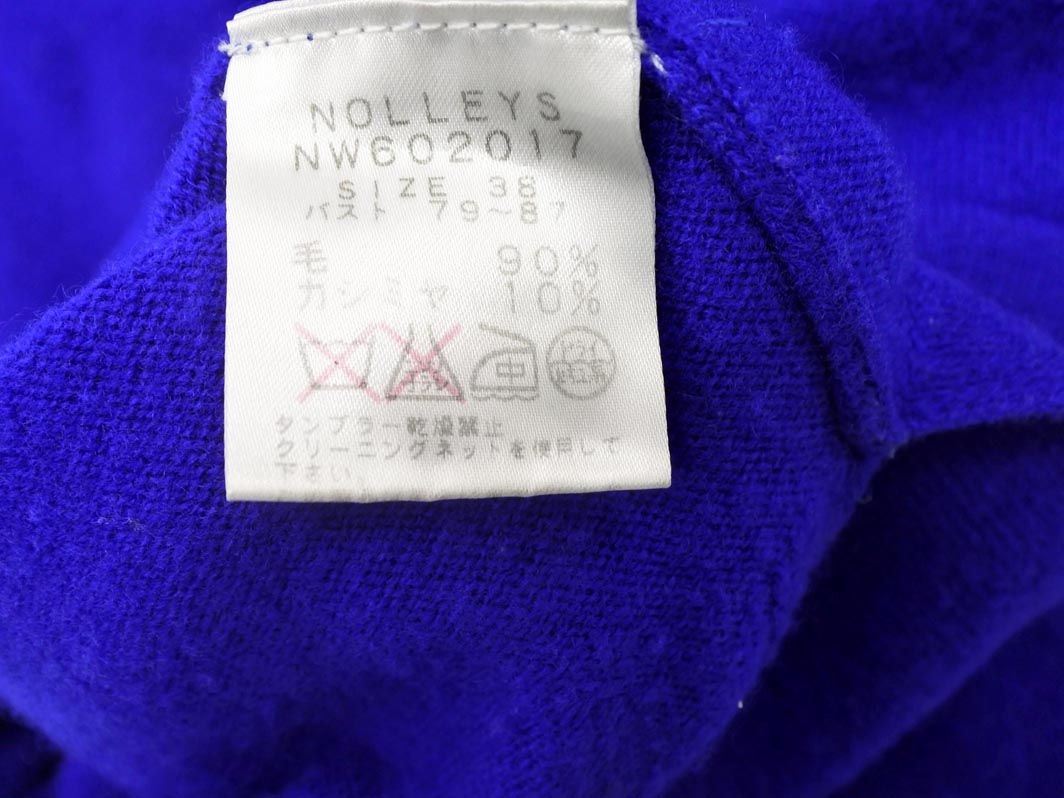 NOLLEYS
NW602017
SIZE 38
バスト 79~87
毛 90%
カシミヤ 10%
中
タンブラー乾燥禁止
クリーニングネットを使用して
下さい